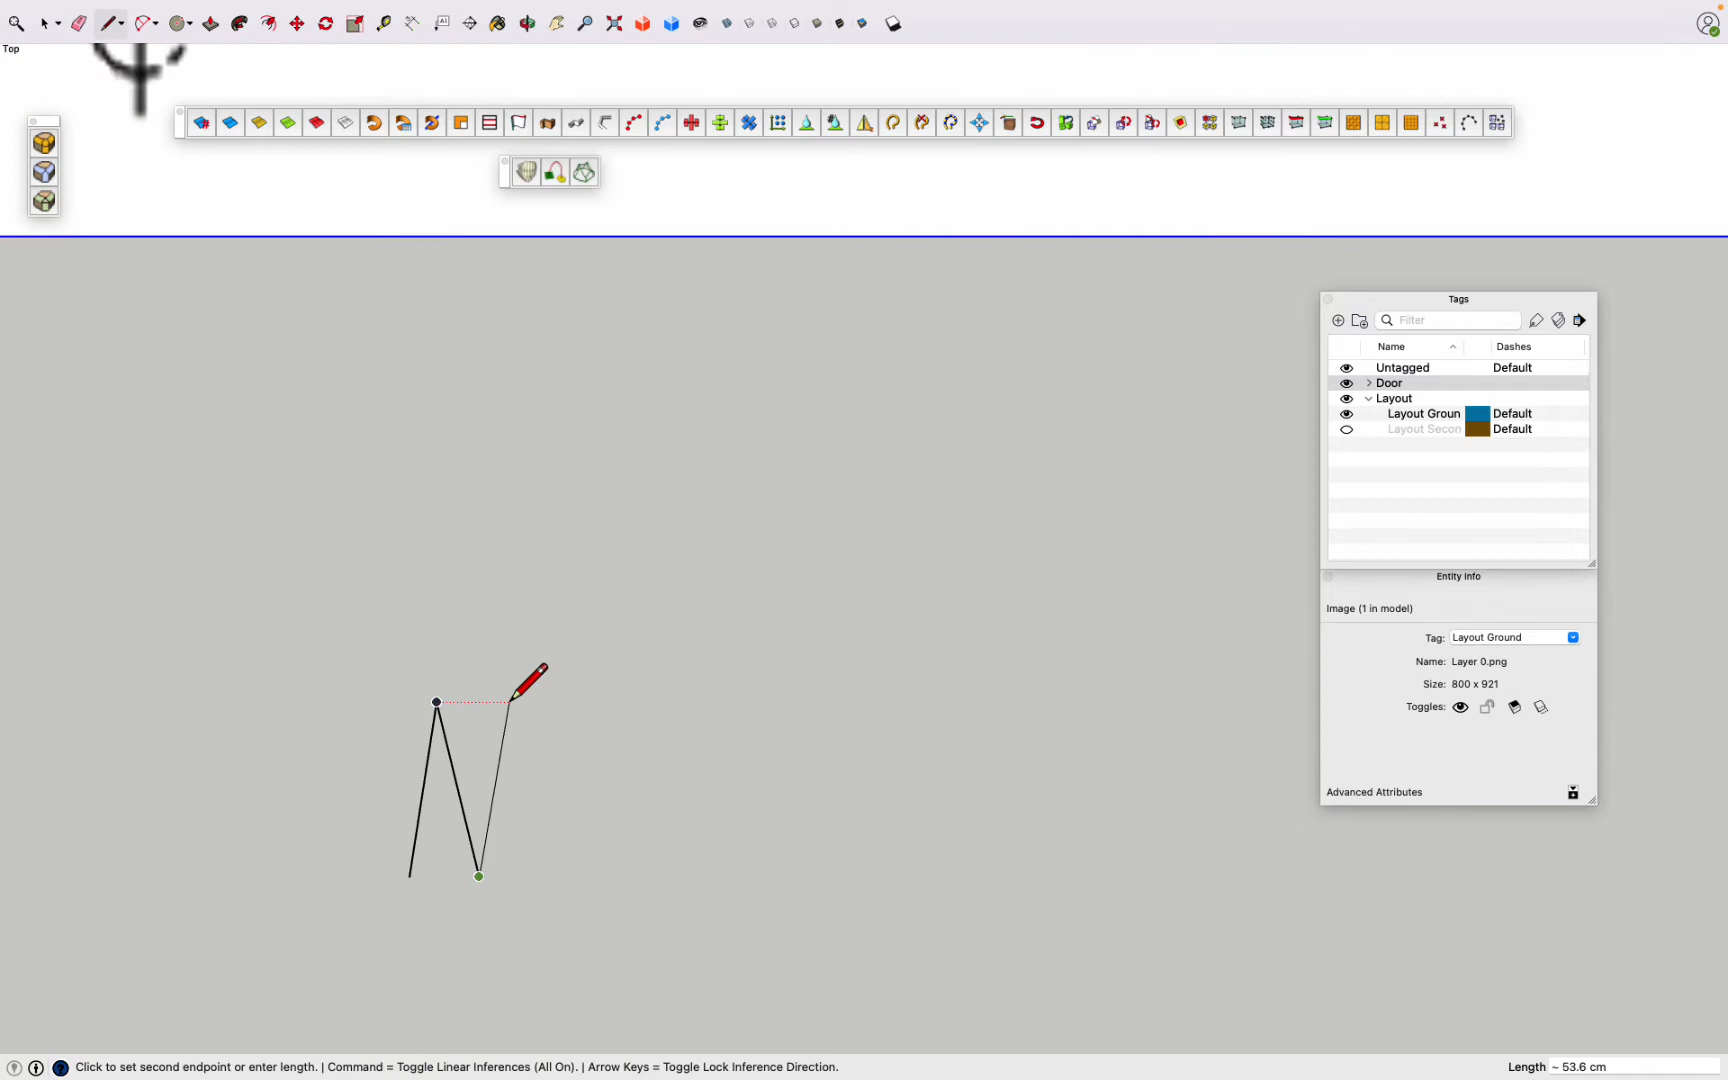 Top
Tags
Filter
Name Dashes
Untagged Default
Door
Layout
Layout Groun Default
Layout Secon Default
Entity Info
Image (1 in model)
Tag: Layout Ground
Name: Layer 0.png
Size: 800 x 921
Toggles:
Advanced Attributes
Click to set second endpoint or enter length. | Command = Toggle Linear Inferences (All On). | Arrow Keys = Toggle Lock Inference Direction.
Length ~ 53.6 cm